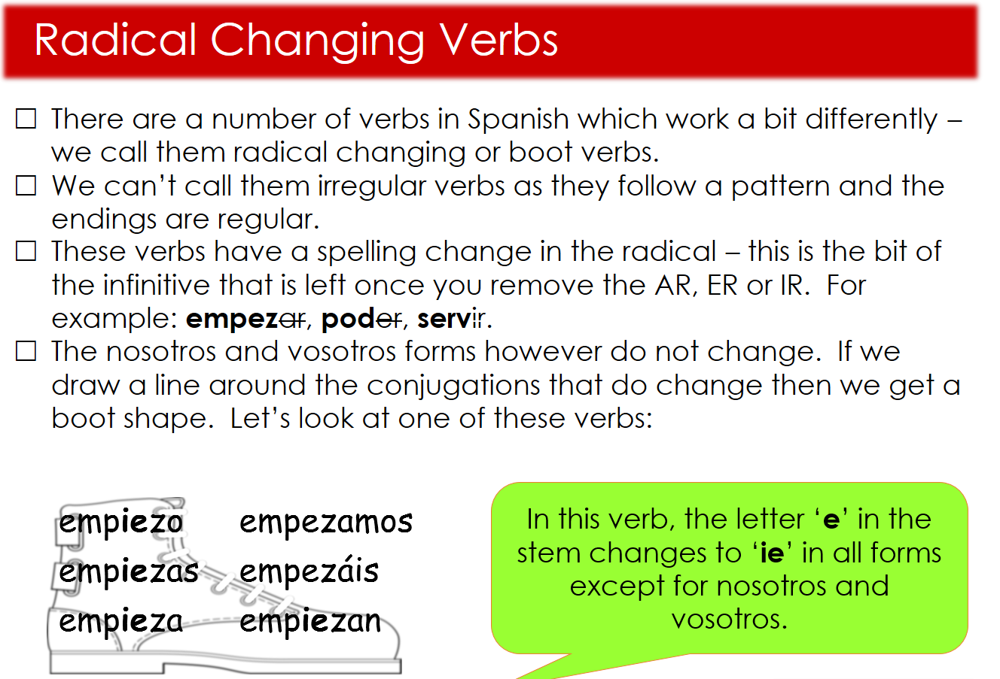 Radical Changing Verbs
☐ There are a number of verbs in Spanish which work a bit differently –
we call them radical changing or boot verbs.
☐ We can’t call them irregular verbs as they follow a pattern and the
endings are regular.
☐ These verbs have a spelling change in the radical – this is the bit of
the infinitive that is left once you remove the AR, ER or IR.  For
example: empezar, poder, servir.
☐ The nosotros and vosotros forms however do not change.  If we
draw a line around the conjugations that do change then we get a
boot shape.  Let’s look at one of these verbs:
empiezo empezamos
empiezas empezáis
empieza empiezan
In this verb, the letter ‘e’ in the
stem changes to ‘ie’ in all forms
except for nosotros and
vosotros.